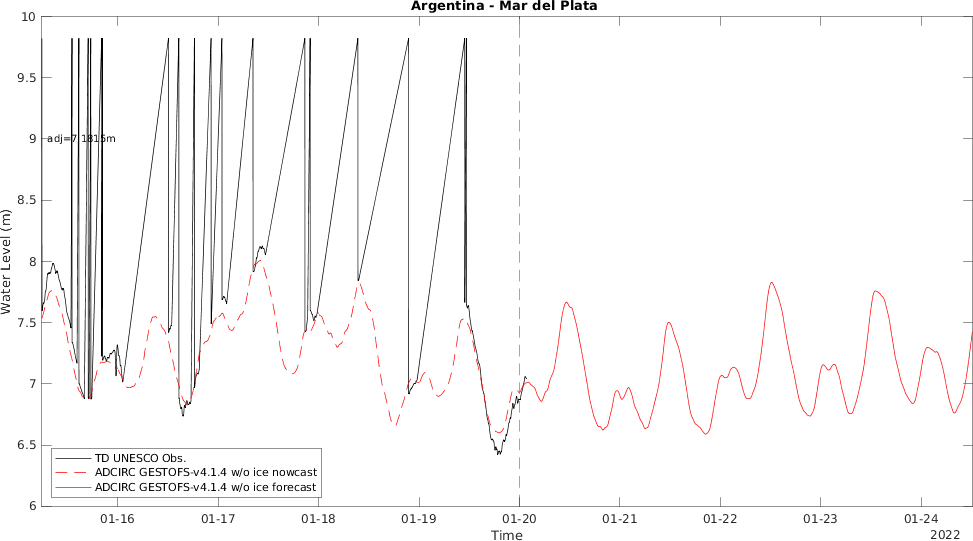 Argentina - Mar del Plata
10
9.5
9
8.5
8
7.5
7
6.5
6
Water Level (m)
adj=7.1815m
TD UNESCO Obs.
ADCIRC GESTOFS-v4.1.4 w/o ice nowcast
ADCIRC GESTOFS-v4.1.4 w/o ice forecast
01-16 01-17 01-18 01-19 01-20 01-21 01-22 01-23 01-24
Time
2022